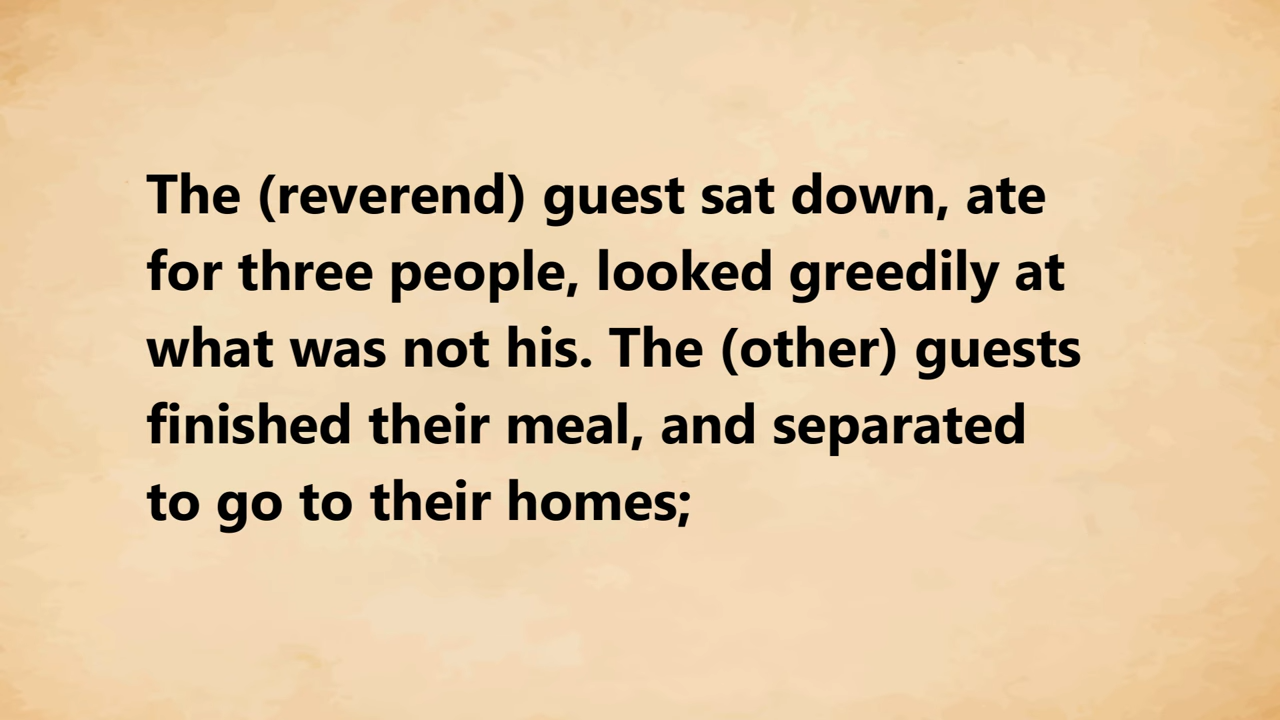 The (reverend) guest sat down, ate
for three people, looked greedily at
what was not his. The (other) guests
finished their meal, and separated
to go to their homes;